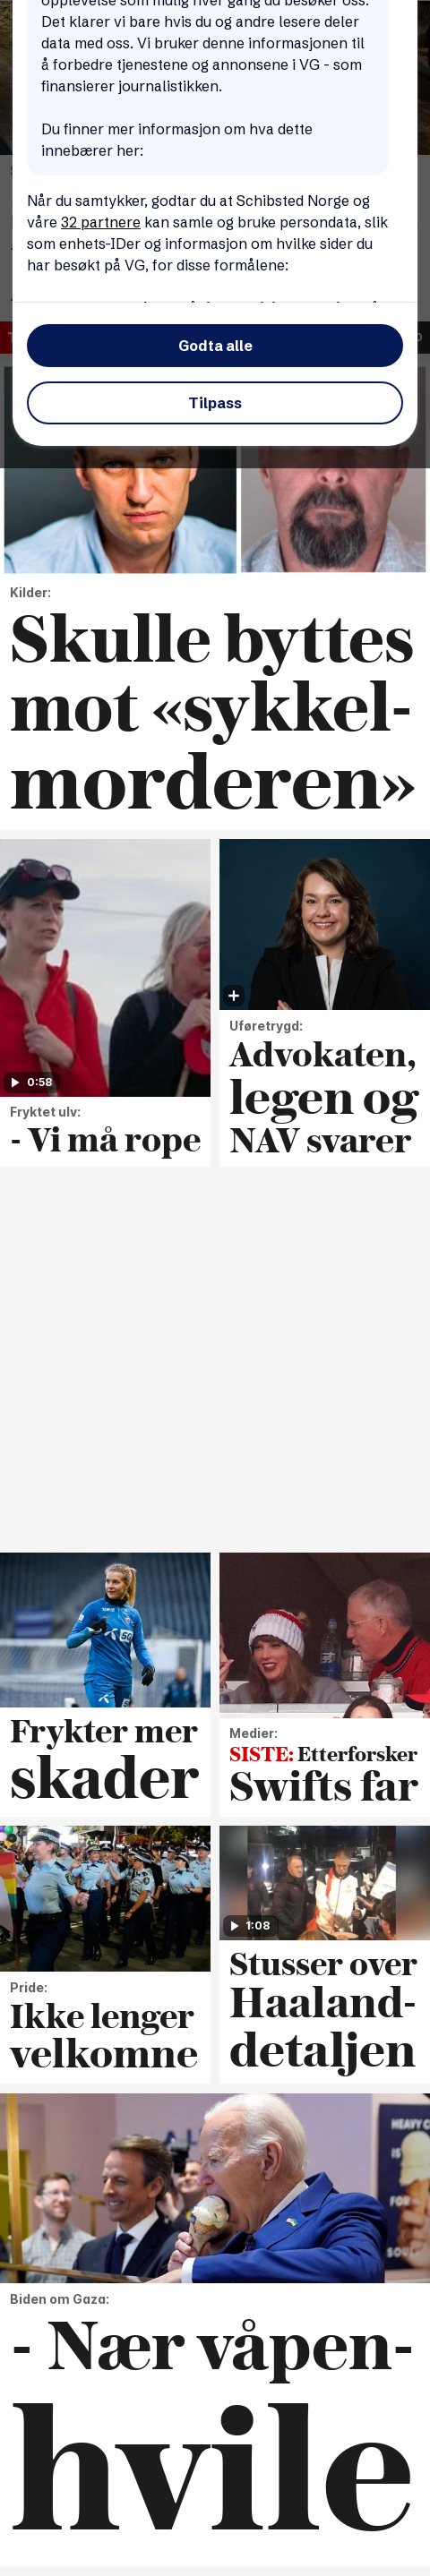 opplevelse som mulig hver gang du besøker oss.
Det klarer vi bare hvis du og andre lesere deler
data med oss. Vi bruker denne informasjonen til
å forbedre tjenestene og annonsene i VG - som
finansierer journalistikken.
Du finner mer informasjon om hva dette
innebærer her:
Når du samtykker, godtar du at Schibsted Norge og
våre 32 partnere kan samle og bruke persondata, slik
som enhets-IDer og informasjon om hvilke sider du
har besøkt på VG, for disse formålene:
Godta alle
Tilpass
Kilder:
Skulle byttes
mot «sykkel-
morderen»
0:58
Fryktet ulv:
- Vi må rope
Uføretrygd:
Advokaten,
legen og
NAV svarer
5G
Frykter mer
skader
Medier:
SISTE: Etterforsker
Swifts far
Pride:
Ikke lenger
velkomne
1:08
Stusser over
Haaland-
detaljen
HEAVY
IS
FOR
SOUL
Biden om Gaza:
- Nær våpen-
hvile